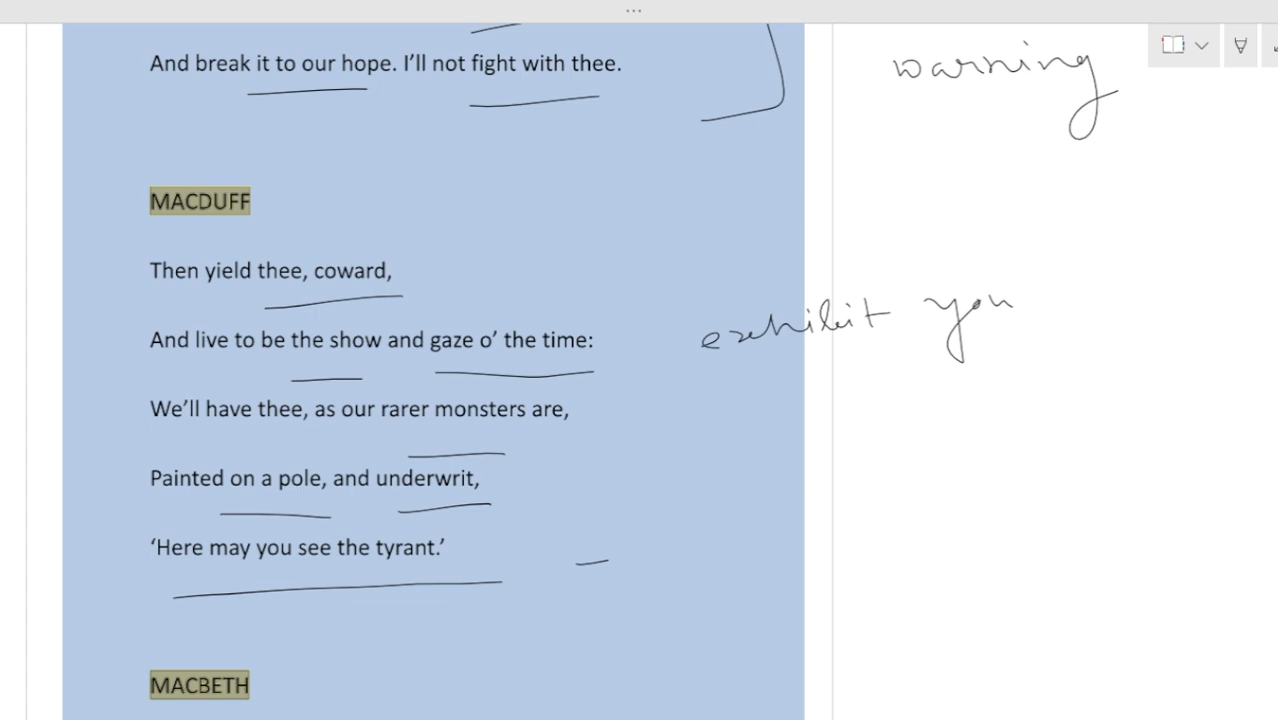 And break it to our hope. I’ll not fight with thee.
warning
MACDUFF
Then yield thee, coward,
exhibit you
And live to be the show and gaze o’ the time:
We’ll have thee, as our rarer monsters are,
Painted on a pole, and underwrit,
‘Here may you see the tyrant.’
MACBETH